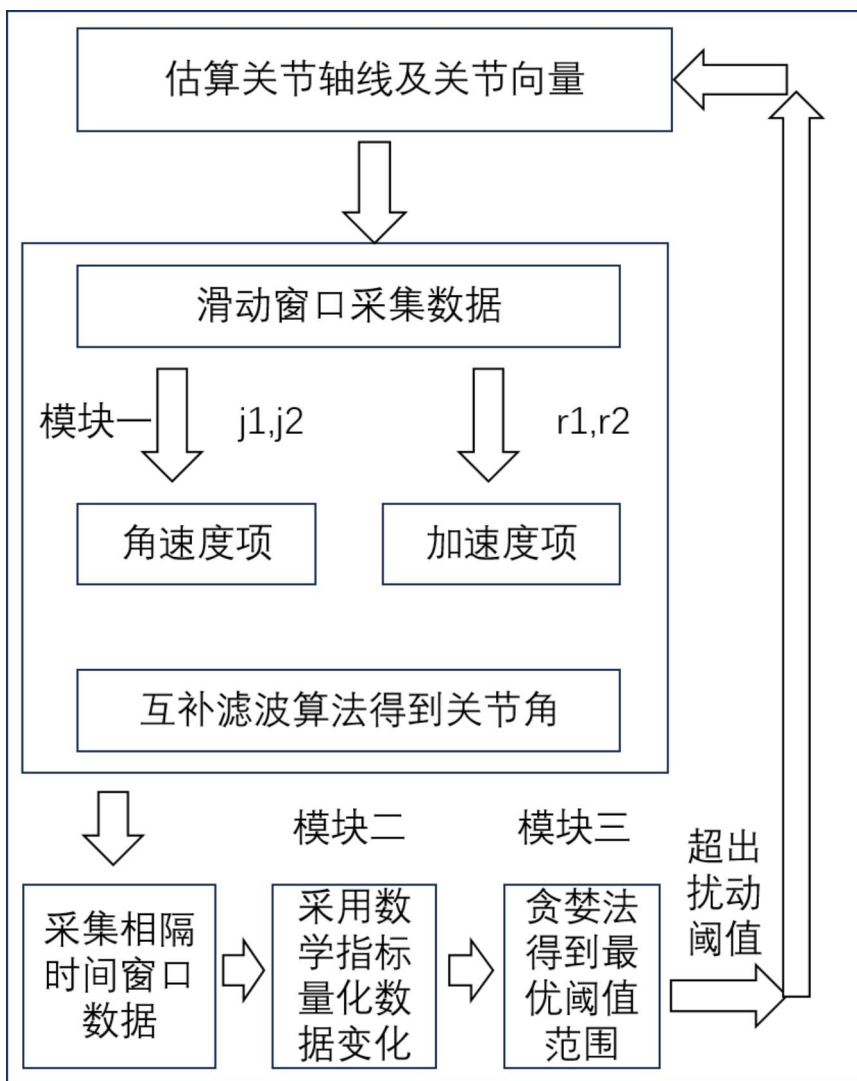 估算关节轴线及关节向量
滑动窗口采集数据
模块一
j1,j2
r1,r2
角速度项
加速度项
互补滤波算法得到关节角
模块二
模块三
超出
扰动
阈值
采集相隔
时间窗口
数据
采用数
学指标
量化数
据变化
贪婪法
得到最
优阈值
范围